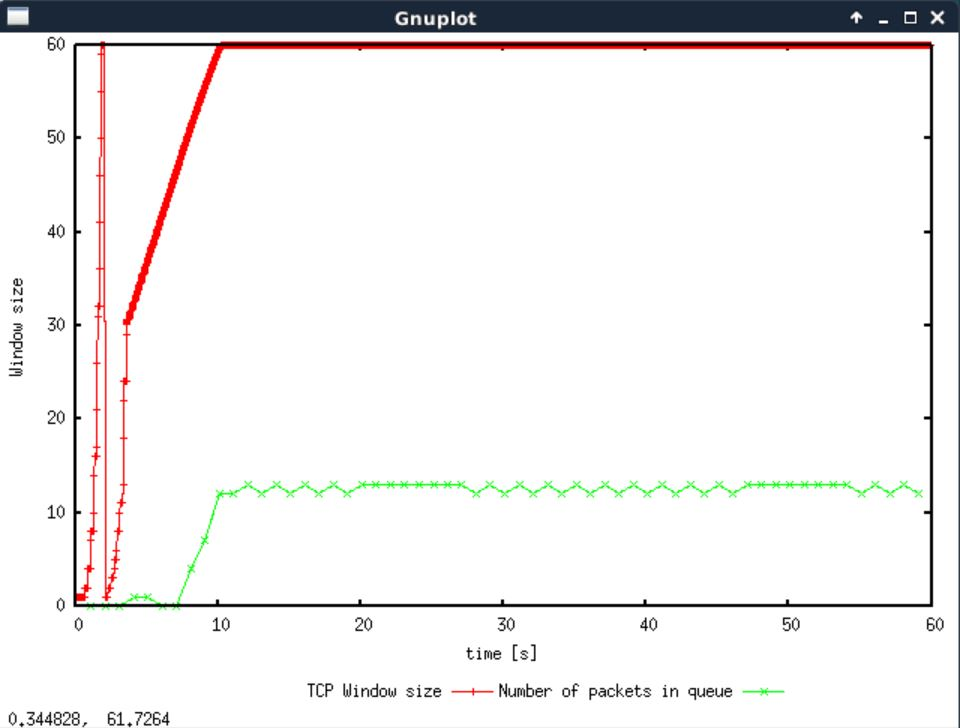 Gnuplot
60
50
40
30
20
10
0
Window size
0 10 20 30 40 50 60
time [s]
TCP Window size Number of packets in queue
0,344828, 61,7264